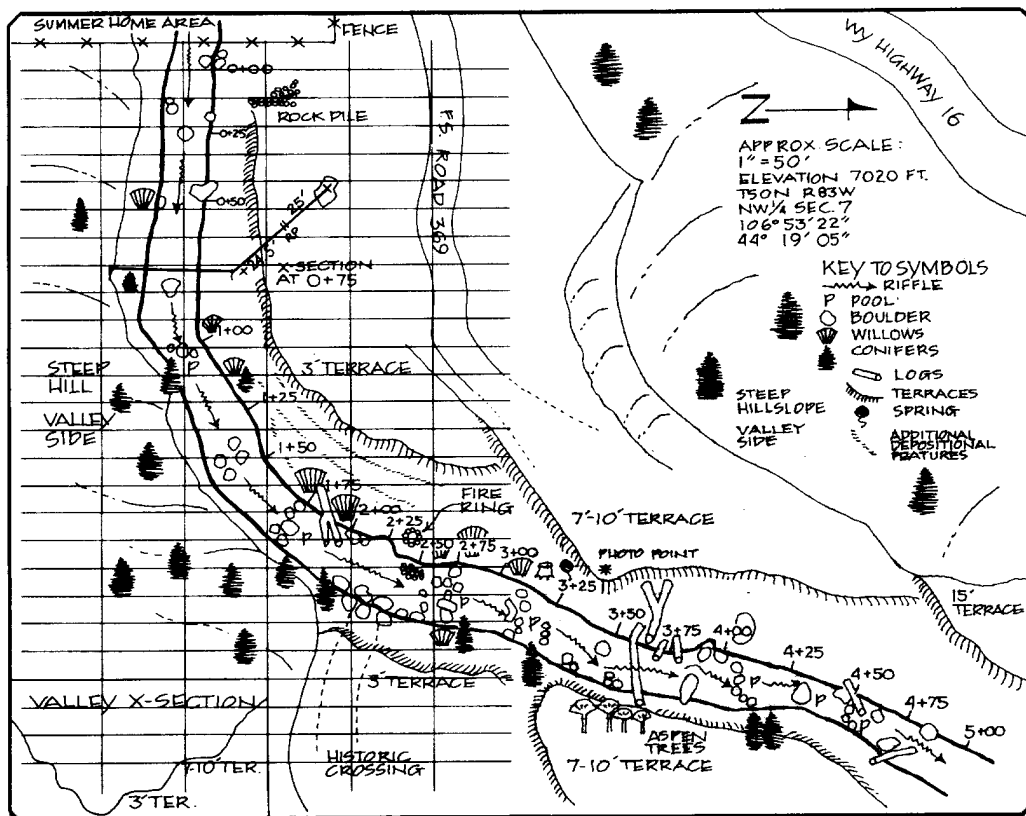 SUMMER HOME AREA
FENCE
0+00
ROCK PILE
0+25
0+50
F.S. ROAD 369
WY HIGHWAY 16
N
APPROX. SCALE:
1" = 50'
ELEVATION 7020 FT.
T50N R83W
NW.¼ SEC.7
106° 53' 22"
44° 19' 05"
KEY TO SYMBOLS
RIFFLE
P POOL
BOULDER
WILLOWS
CONIFERS
LOGS
TERRACES
SPRING
ADDITIONAL
DEPOSITIONAL
FEATURES
STEEP
HILLSLOPE
VALLEY
SIDE
25'
RP
X-SECTION
AT 0+75
1+00
P
STEEP
HILL
VALLEY
SIDE
3' TERRACE
1+25
1+50
1+75
2+00
2+25
FIRE
RING
P
2+50
2+75
3+00
3+25
7'-10' TERRACE
PHOTO POINT
15'
TERRACE
P
P
3+50
3+75
4+00
4+25
4+50
4+75
5+00
P
P
P
3' TERRACE
VALLEY X-SECTION
7-10' TER.
3' TER.
HISTORIC
CROSSING
ASPEN
TREES
7-10' TERRACE